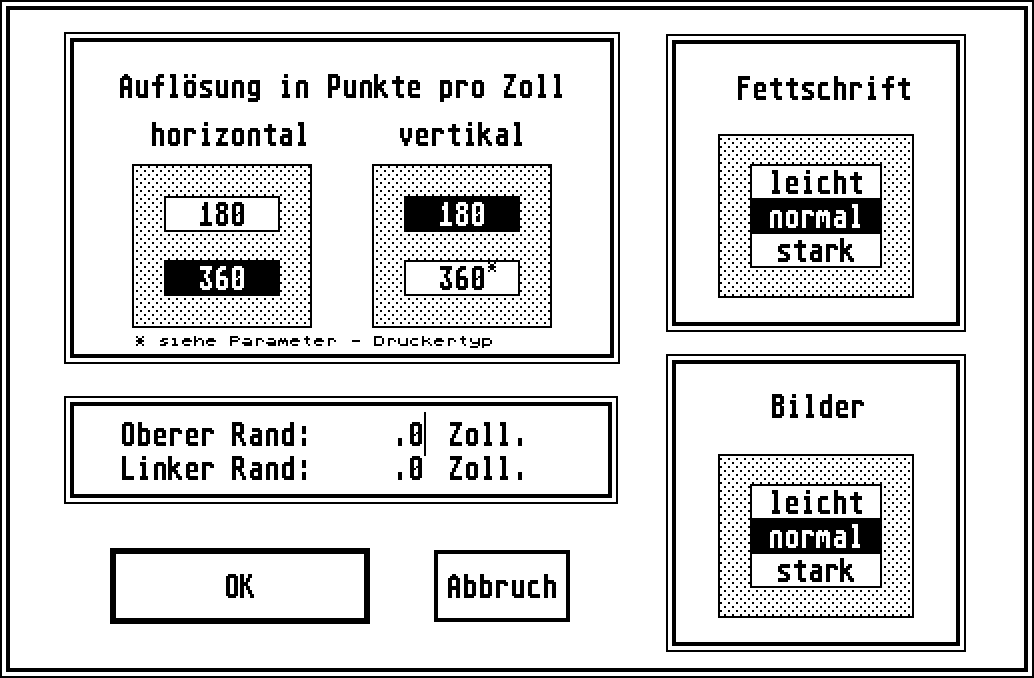 Auflösung in Punkte pro Zoll
horizontal vertikal
180 180
360 360*
* siehe Parameter - Druckertyp
Oberer Rand: .0 Zoll.
Linker Rand: .0 Zoll.
OK Abbruch
Fettschrift
leicht
normal
stark
Bilder
leicht
normal
stark